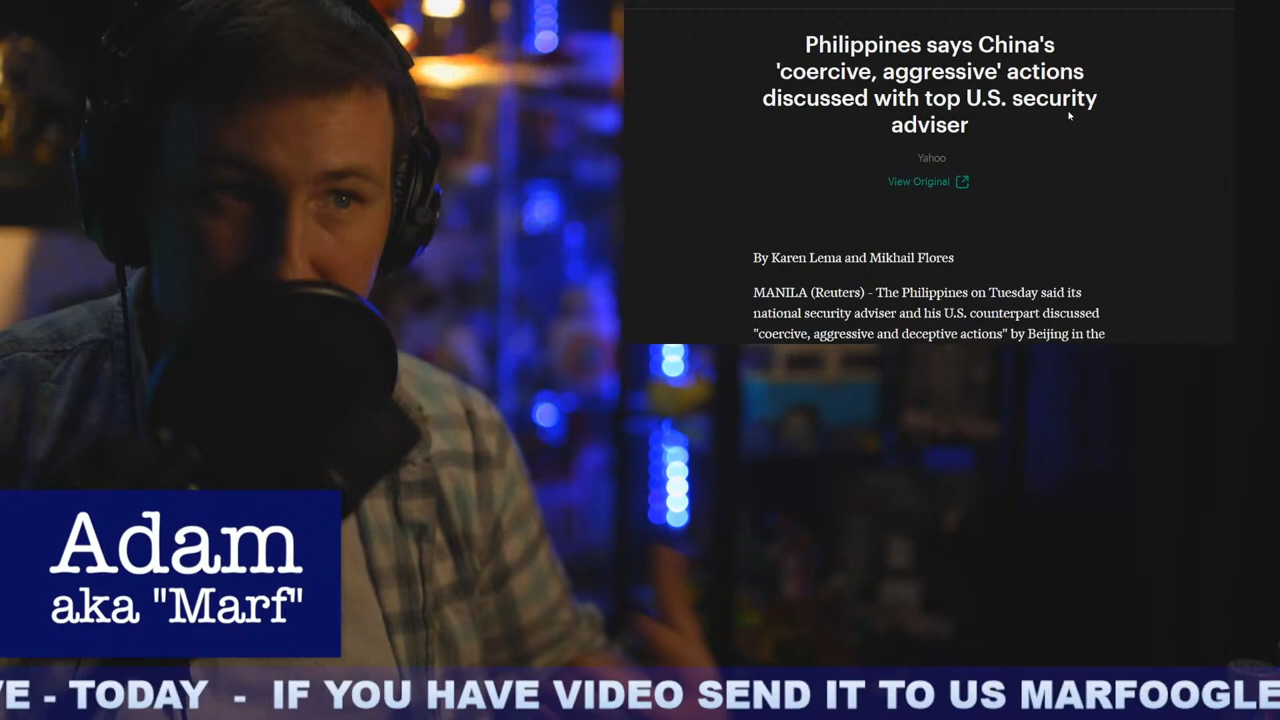 Philippines says China's
'coercive, aggressive' actions
discussed with top U.S. security
adviser
Yahoo
View Original
By Karen Lema and Mikhail Flores
MANILA (Reuters) - The Philippines on Tuesday said its
national security adviser and his U.S. counterpart discussed
"coercive, aggressive and deceptive actions" by Beijing in the
Adam
aka "Marf"
VE - TODAY - IF YOU HAVE VIDEO SEND IT TO US MARFOOGLE